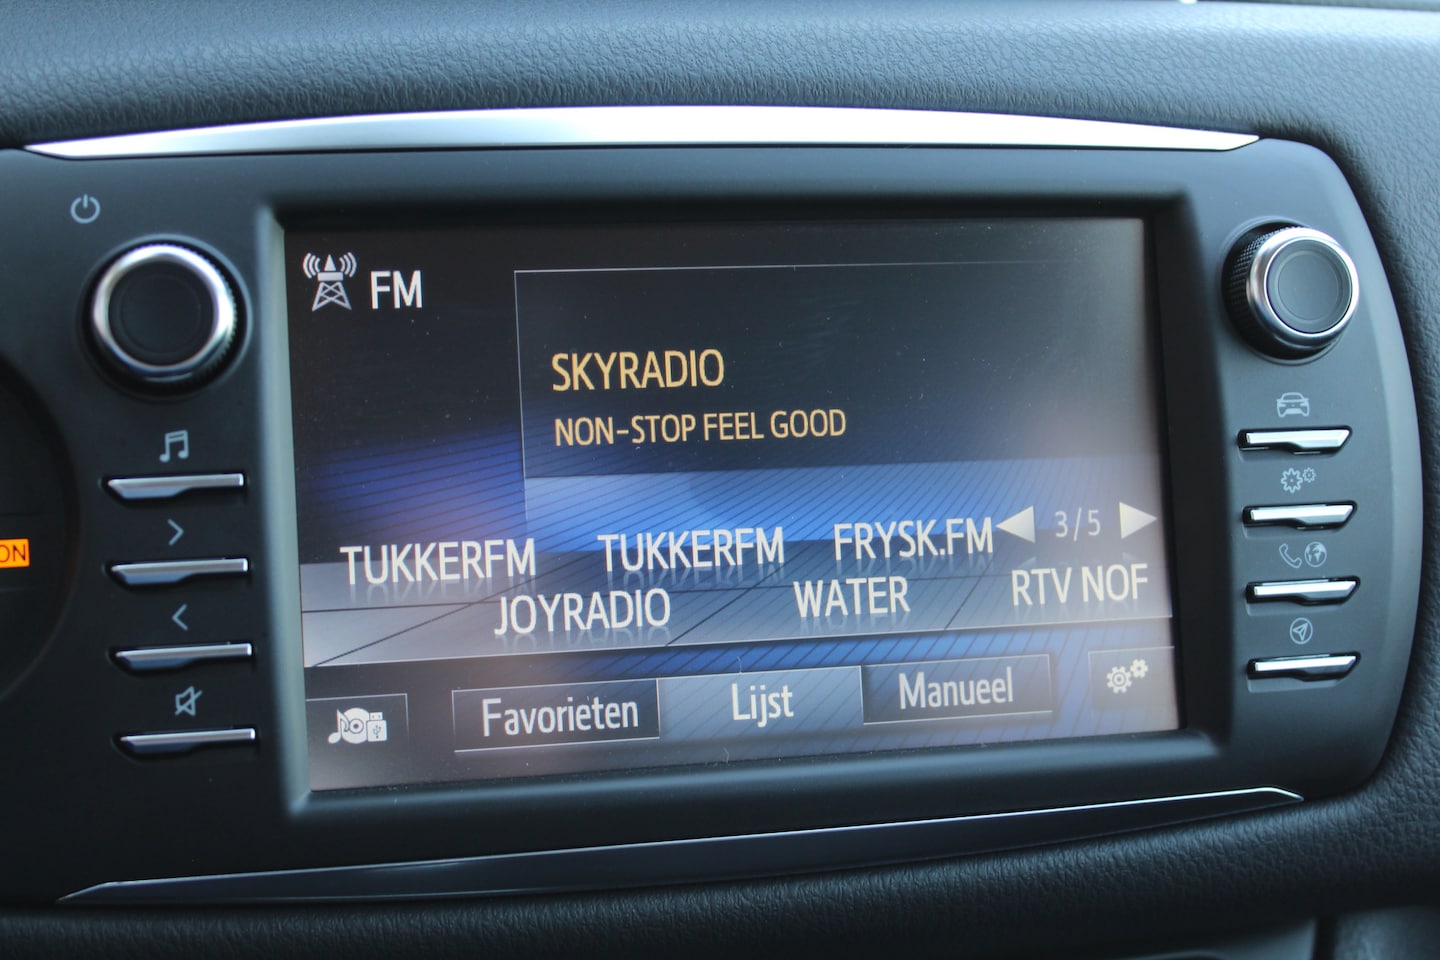 FM
SKYRADIO
NON-STOP FEEL GOOD
TUKKERFM TUKKERFM FRYSK.FM 3/5
JOYRADIO WATER RTV NOF
Favorieten Lijst Manueel
ON